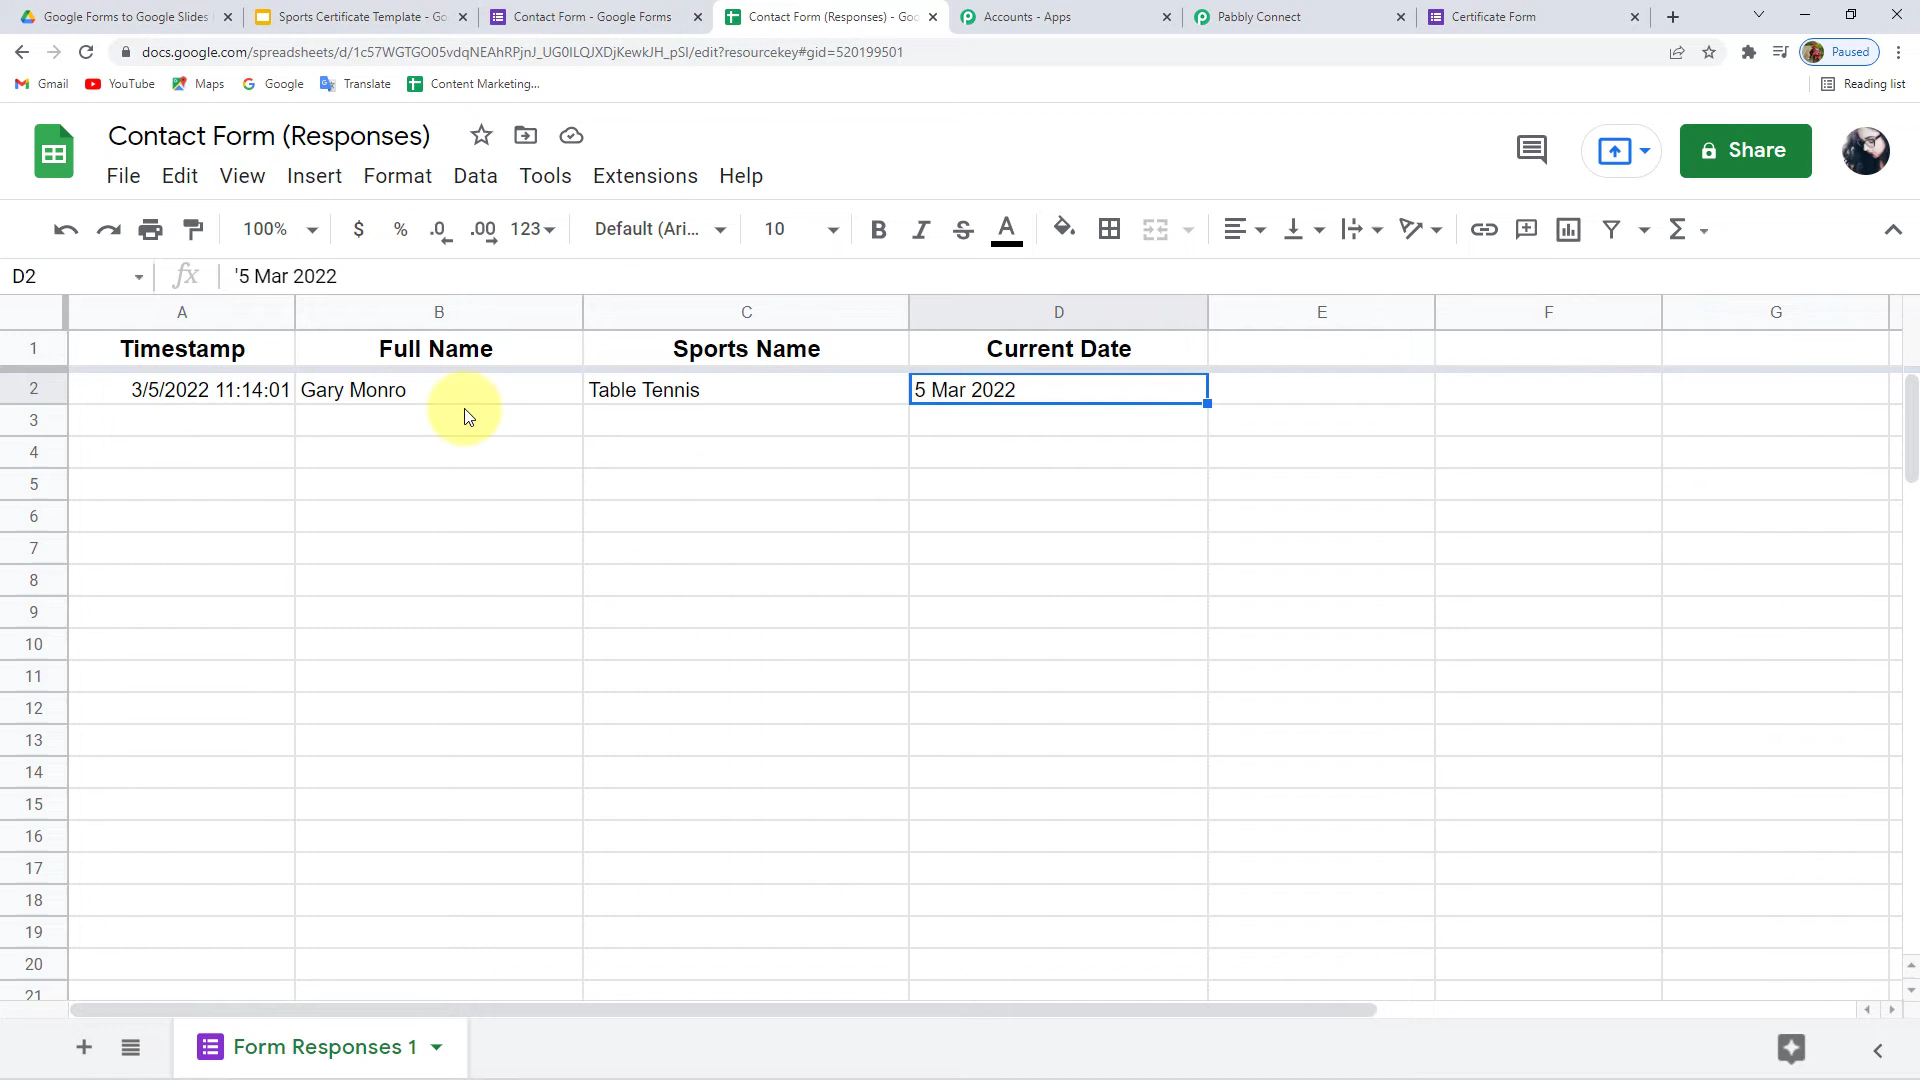 Google Forms to Google Slides
Sports Certificate Template - Go
Contact Form - Google Forms
Contact Form (Responses) - Goo
Accounts - Apps
Pabbly Connect
Certificate Form
docs.google.com/spreadsheets/d/1c57WGTGO05vdqNEAhRPjnJ_UG0ILQJXDjKewkJH_pSI/edit?resourcekey#gid=520199501
Paused
Gmail YouTube Maps Google Translate Content Marketing...
Reading list
Contact Form (Responses)
Share
File Edit View Insert Format Data Tools Extensions Help
100% $ % .0 .00 123 Default (Ari... 10 B I S A Σ
D2 fx '5 Mar 2022
A B C D E F G
1 Timestamp Full Name Sports Name Current Date
2 3/5/2022 11:14:01 Gary Monro Table Tennis 5 Mar 2022
3
4
5
6
7
8
9
10
11
12
13
14
15
16
17
18
19
20
21
Form Responses 1